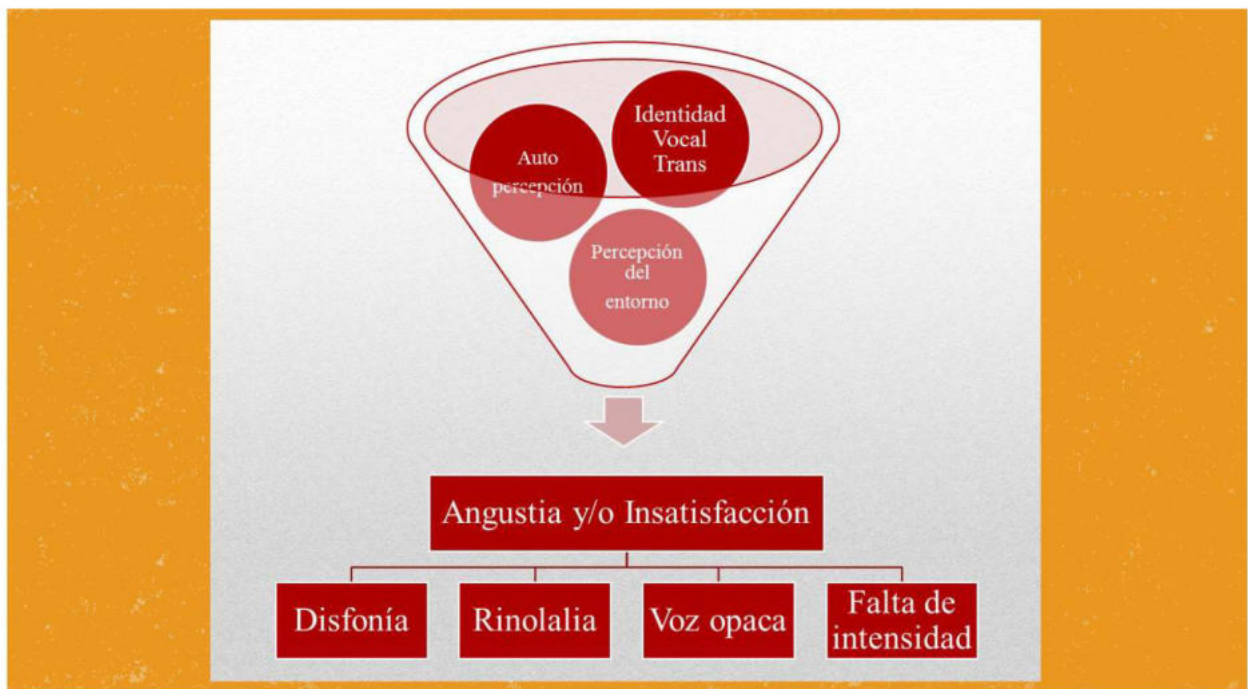 Identidad
Vocal
Trans
Auto
percepción
Percepción
del
entorno
Angustia y/o Insatisfacción
Disfonía
Rinolalia
Voz opaca
Falta de
intensidad